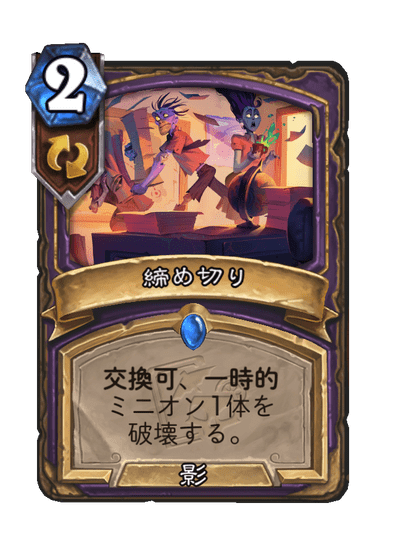 2
締め切り
交換可、一時的
ミニオン1体を
破壊する。
影